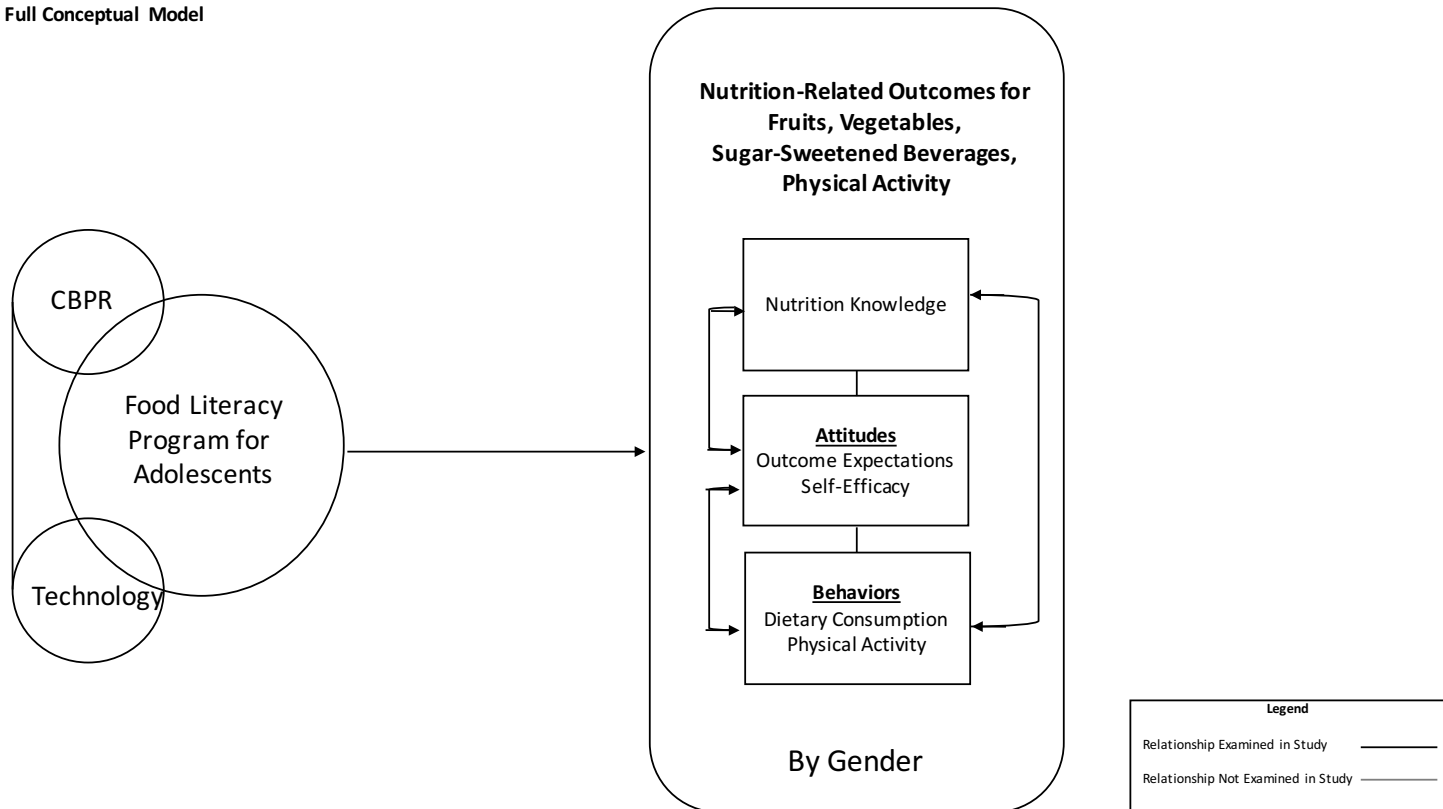 Full Conceptual Model
CBPR
Food Literacy
Program for
Adolescents
Technology
Nutrition-Related Outcomes for
Fruits, Vegetables,
Sugar-Sweetened Beverages,
Physical Activity
Nutrition Knowledge
Attitudes
Outcome Expectations
Self-Efficacy
Behaviors
Dietary Consumption
Physical Activity
By Gender
Legend
Relationship Examined in Study
Relationship Not Examined in Study